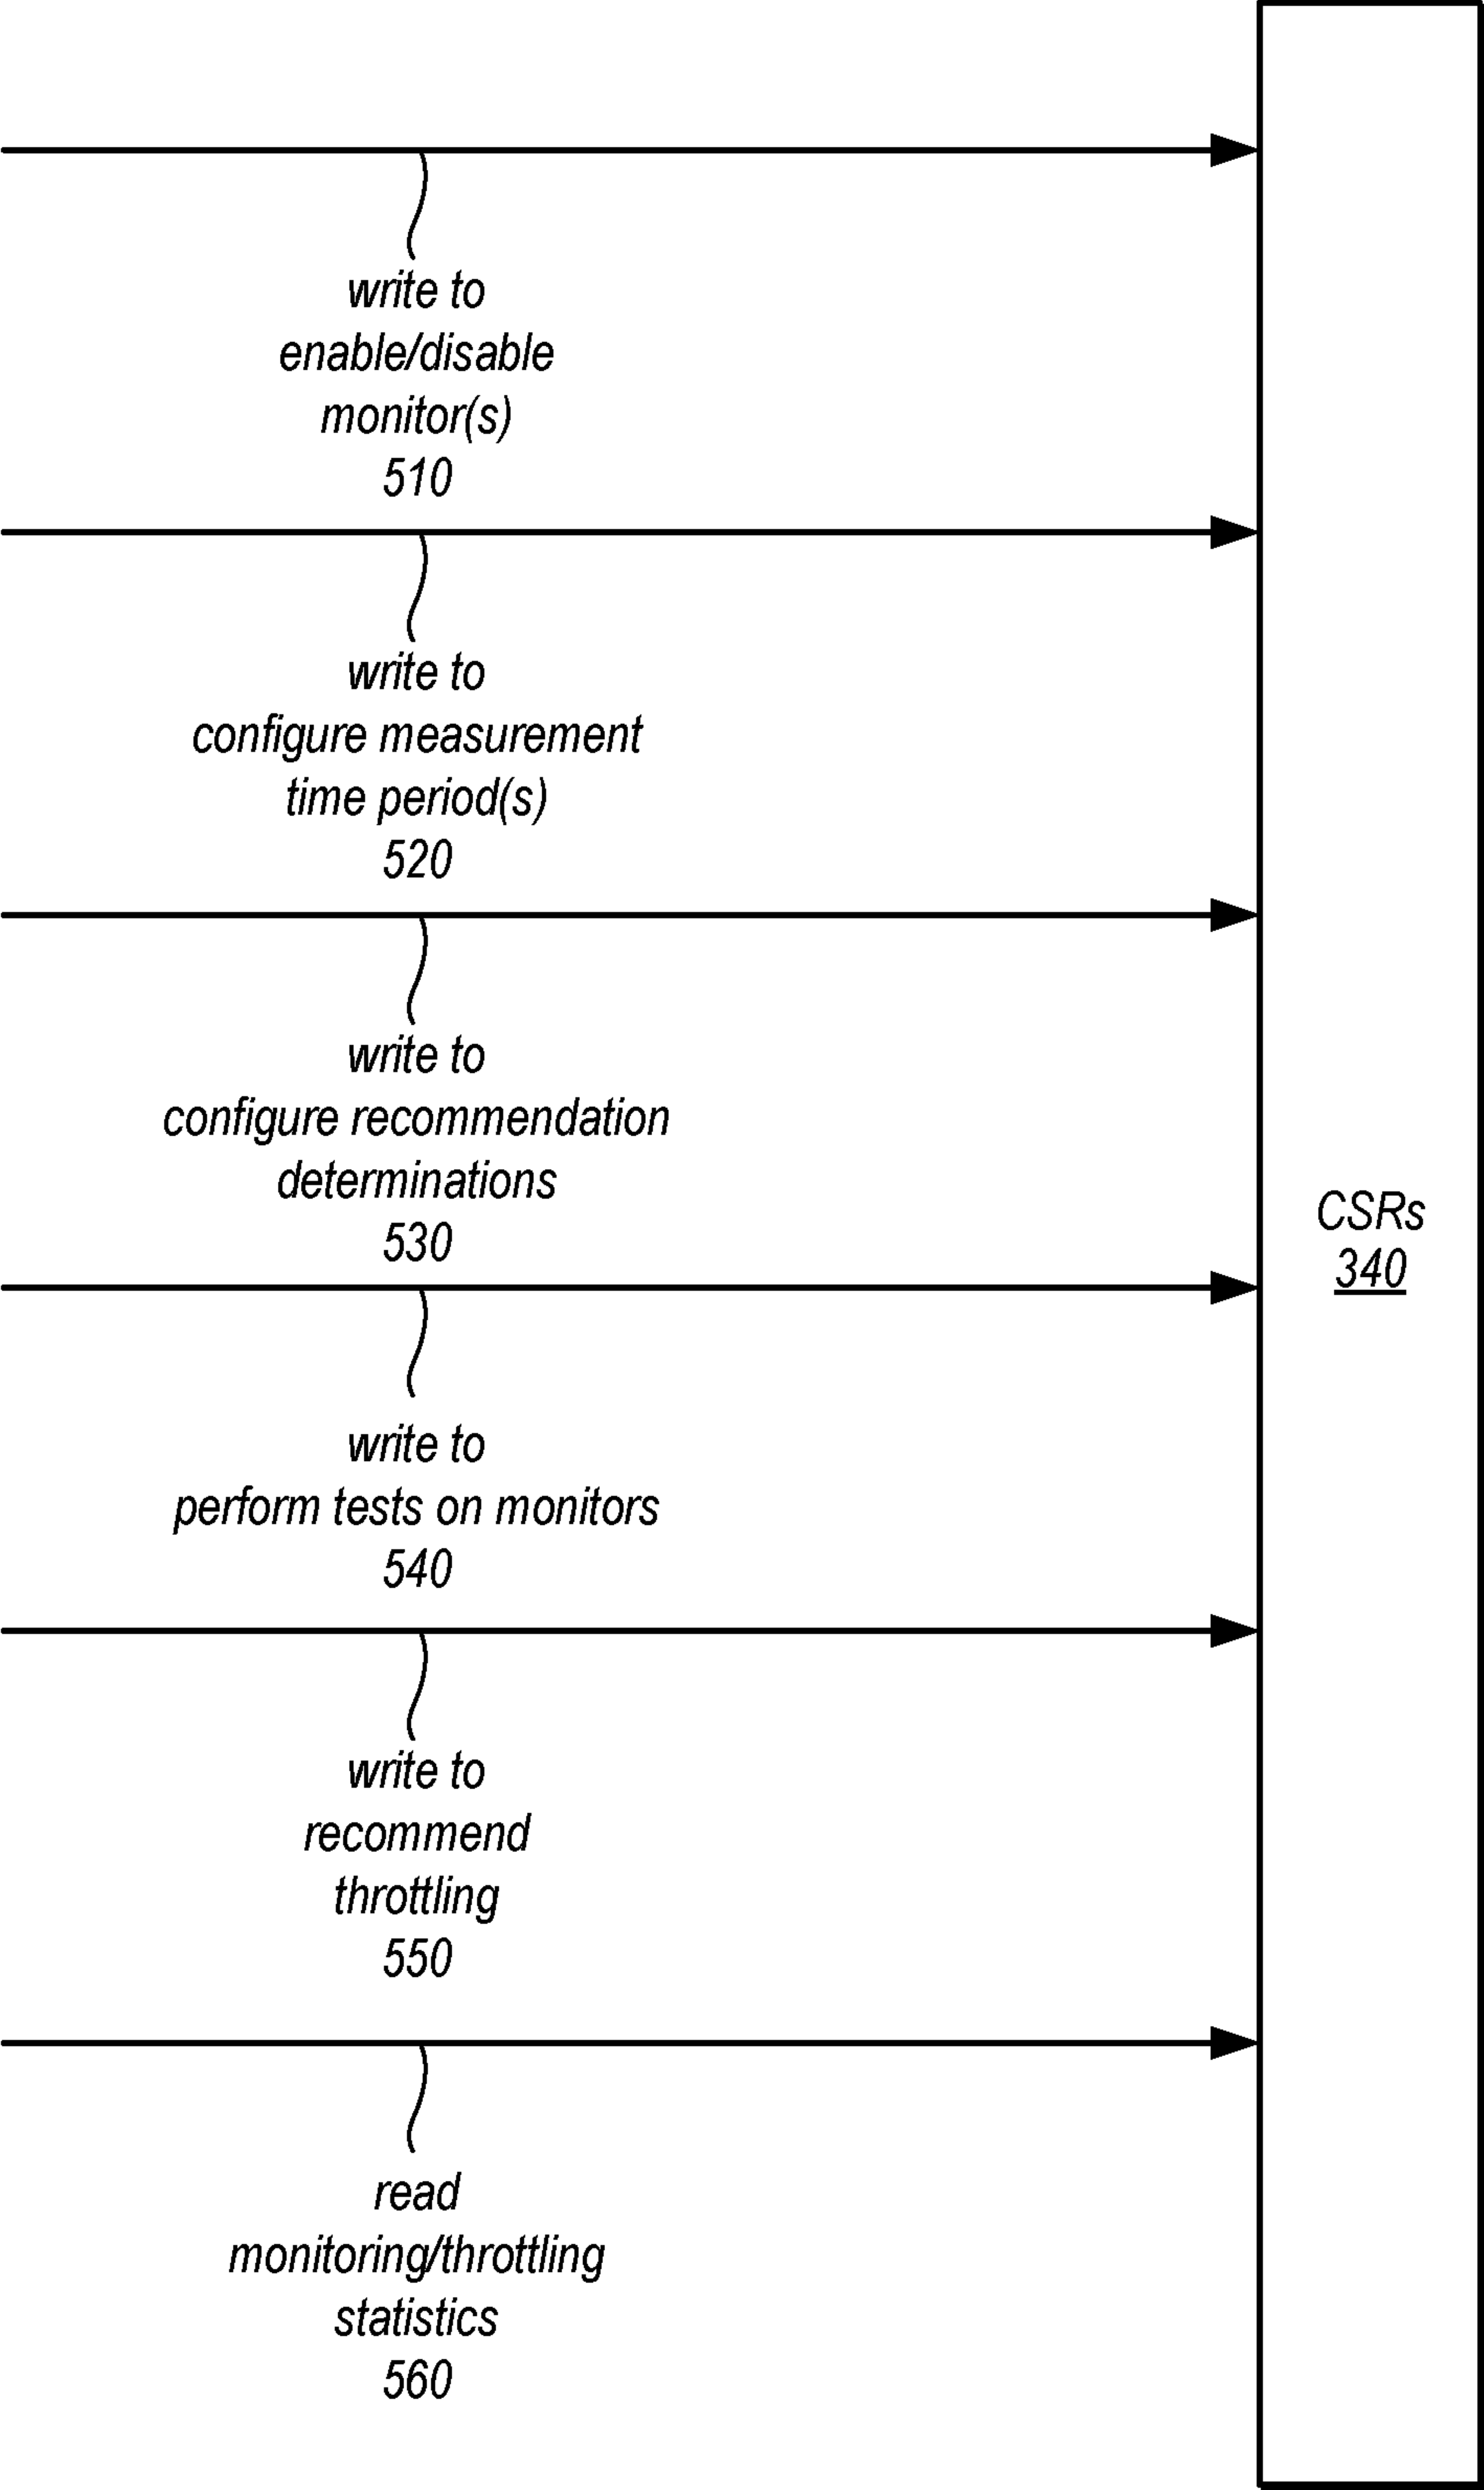 write to
enable/disable
monitor(s)
510
write to
configure measurement
time period(s)
520
write to
configure recommendation
determinations
530
CSRs
340
write to
perform tests on monitors
540
write to
recommend
throttling
550
read
monitoring/throttling
statistics
560